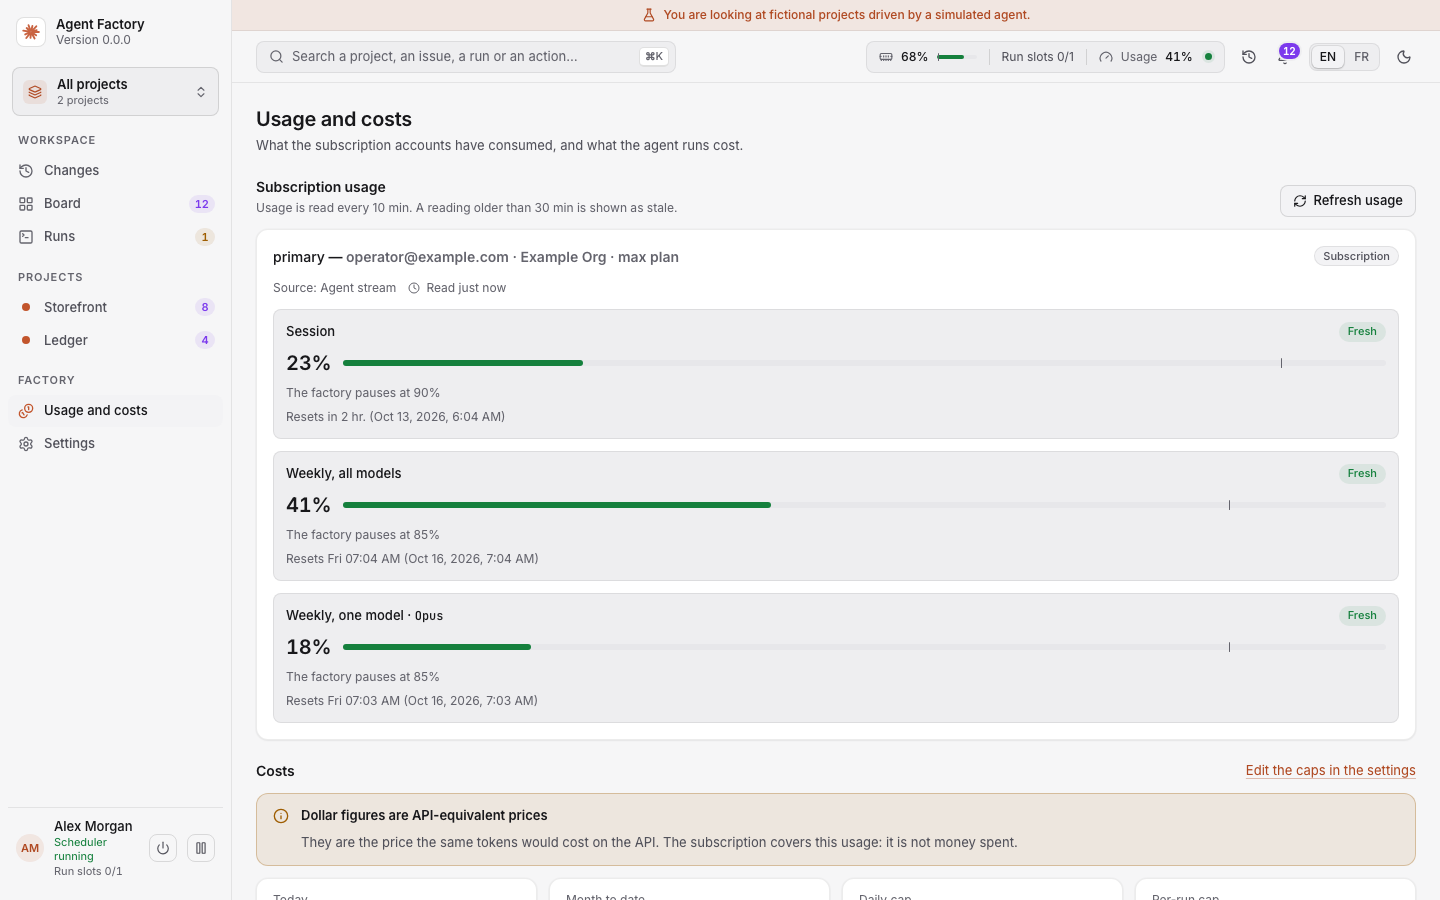 Agent Factory
Version 0.0.0
All projects
2 projects
WORKSPACE
Changes
Board 12
Runs 1
PROJECTS
Storefront 8
Ledger 4
FACTORY
Usage and costs
Settings
AM
Alex Morgan
Scheduler running
Run slots 0/1
You are looking at fictional projects driven by a simulated agent.
Search a project, an issue, a run or an action... ⌘K
68% Run slots 0/1 Usage 41% 12 EN FR
Usage and costs
What the subscription accounts have consumed, and what the agent runs cost.
Subscription usage
Usage is read every 10 min. A reading older than 30 min is shown as stale.
Refresh usage
primary — operator@example.com · Example Org · max plan
Subscription
Source: Agent stream Read just now
Session Fresh
23%
The factory pauses at 90%
Resets in 2 hr. (Oct 13, 2026, 6:04 AM)
Weekly, all models Fresh
41%
The factory pauses at 85%
Resets Fri 07:04 AM (Oct 16, 2026, 7:04 AM)
Weekly, one model · Opus Fresh
18%
The factory pauses at 85%
Resets Fri 07:03 AM (Oct 16, 2026, 7:03 AM)
Costs Edit the caps in the settings
Dollar figures are API-equivalent prices
They are the price the same tokens would cost on the API. The subscription covers this usage: it is not money spent.
Today Month to date Daily cap Per-run cap